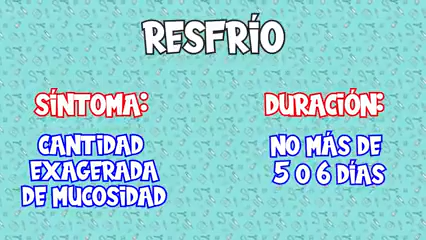 RESFRÍO
SÍNTOMA:
CANTIDAD
EXAGERADA
DE MUCOSIDAD
DURACIÓN:
NO MÁS DE
5 O 6 DÍAS